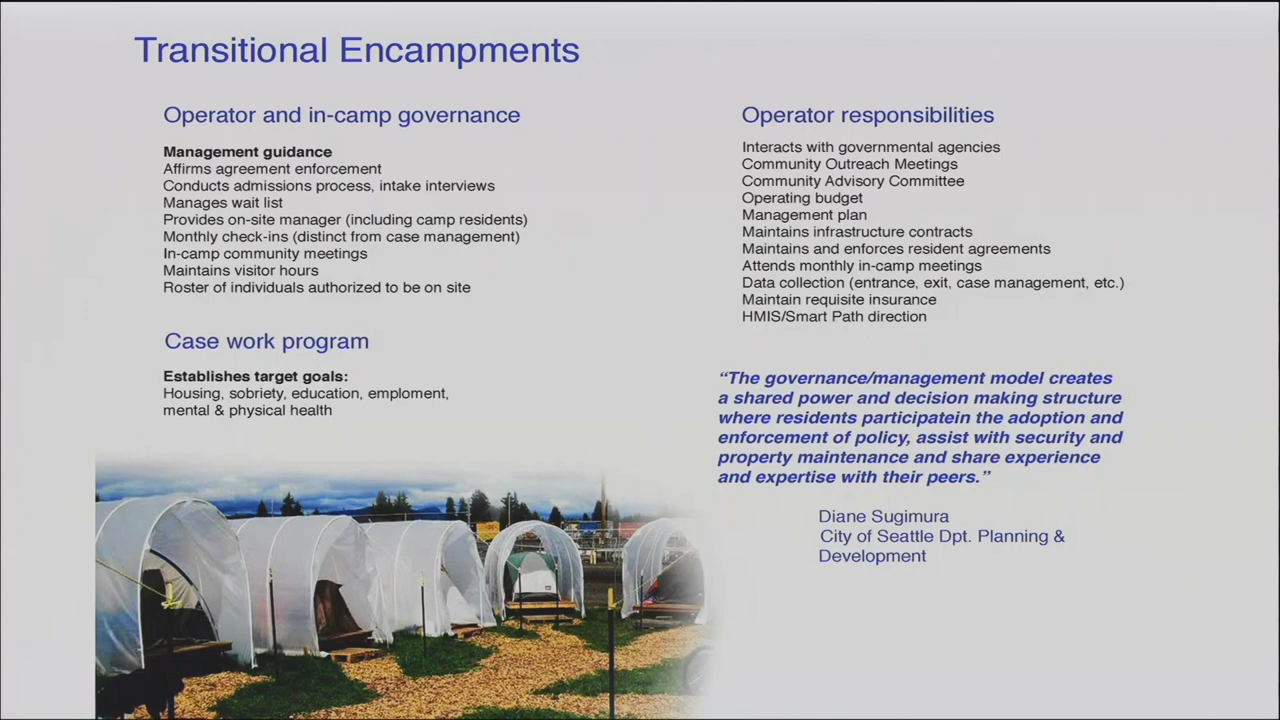 Transitional Encampments
Operator and in-camp governance
Management guidance
Affirms agreement enforcement
Conducts admissions process, intake interviews
Manages wait list
Provides on-site manager (including camp residents)
Monthly check-ins (distinct from case management)
In-camp community meetings
Maintains visitor hours
Roster of individuals authorized to be on site
Case work program
Establishes target goals:
Housing, sobriety, education, emploment,
mental & physical health
Operator responsibilities
Interacts with governmental agencies
Community Outreach Meetings
Community Advisory Committee
Operating budget
Management plan
Maintains infrastructure contracts
Maintains and enforces resident agreements
Attends monthly in-camp meetings
Data collection (entrance, exit, case management, etc.)
Maintain requisite insurance
HMIS/Smart Path direction
“The governance/management model creates
a shared power and decision making structure
where residents participatein the adoption and
enforcement of policy, assist with security and
property maintenance and share experience
and expertise with their peers.”
Diane Sugimura
City of Seattle Dpt. Planning &
Development